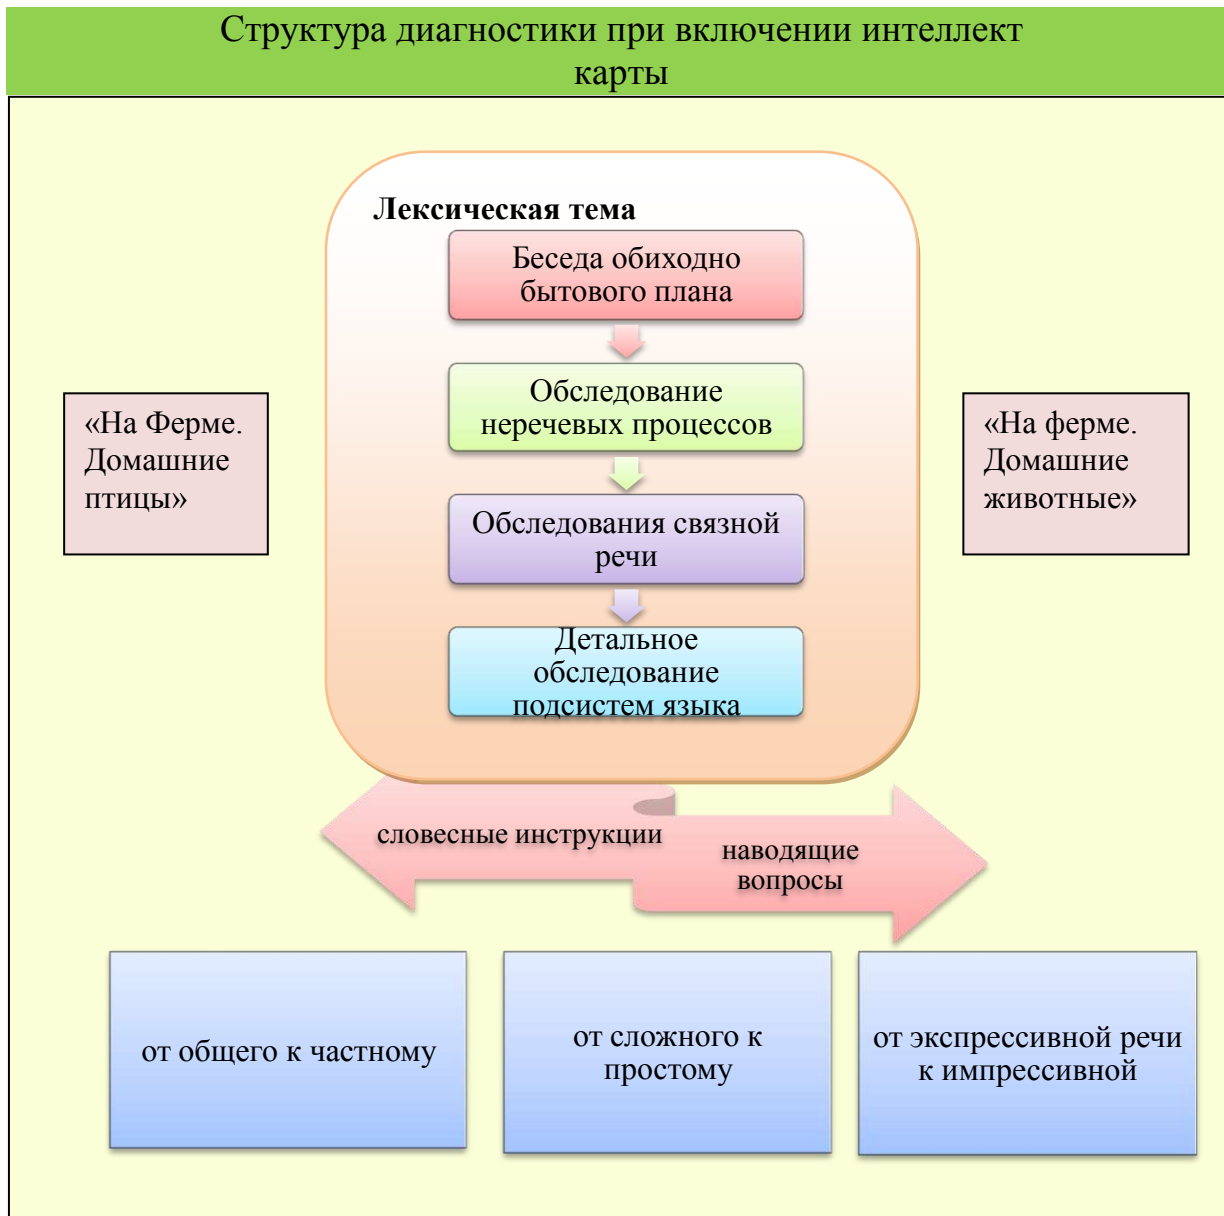 Структура диагностики при включении интеллект
карты
Лексическая тема
Беседа обиходно
бытового плана
Обследование
неречевых процессов
Обследования связной
речи
Детальное
обследование
подсистем языка
«На Ферме.
Домашние
птицы»
«На ферме.
Домашние
животные»
словесные инструкции
наводящие
вопросы
от общего к частному
от сложного к
простому
от экспрессивной речи
к импрессивной